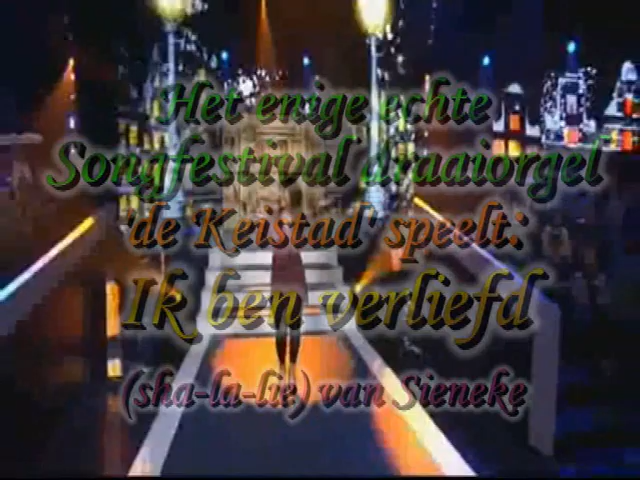 Het enige echte
Songfestival draaiorgel
'de Keistad' speelt:
Ik ben verliefd
(sha-la-lie) van Sieneke